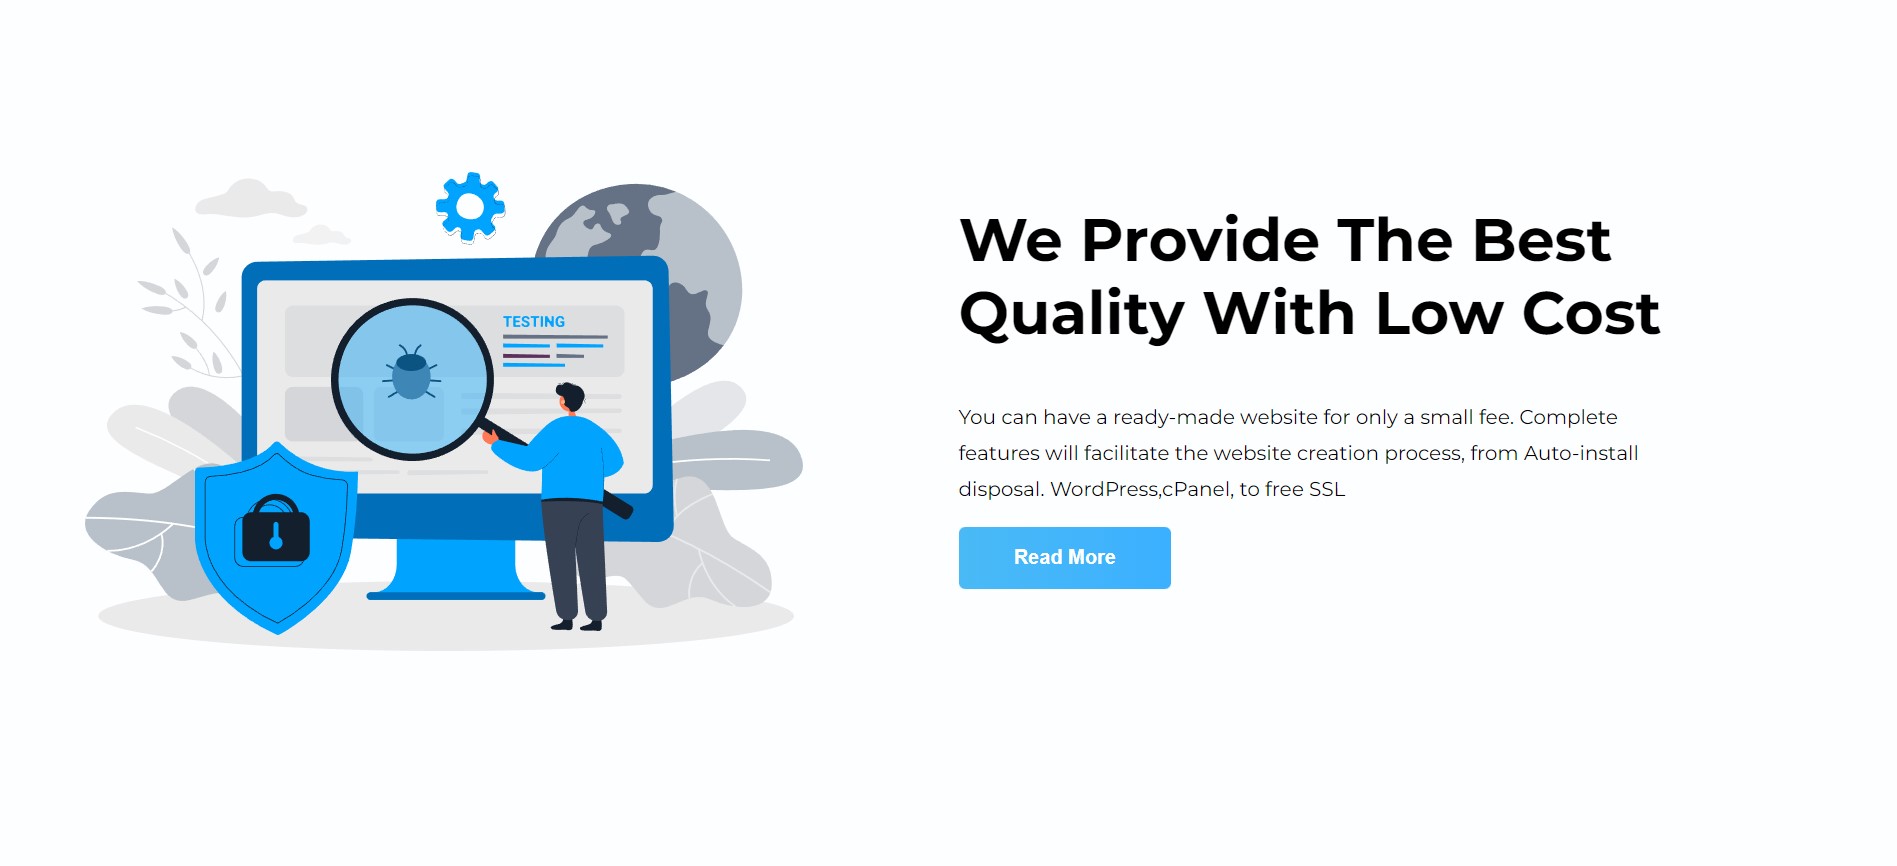 TESTING
We Provide The Best
Quality With Low Cost
You can have a ready-made website for only a small fee. Complete
features will facilitate the website creation process, from Auto-install
disposal. WordPress,cPanel, to free SSL
Read More